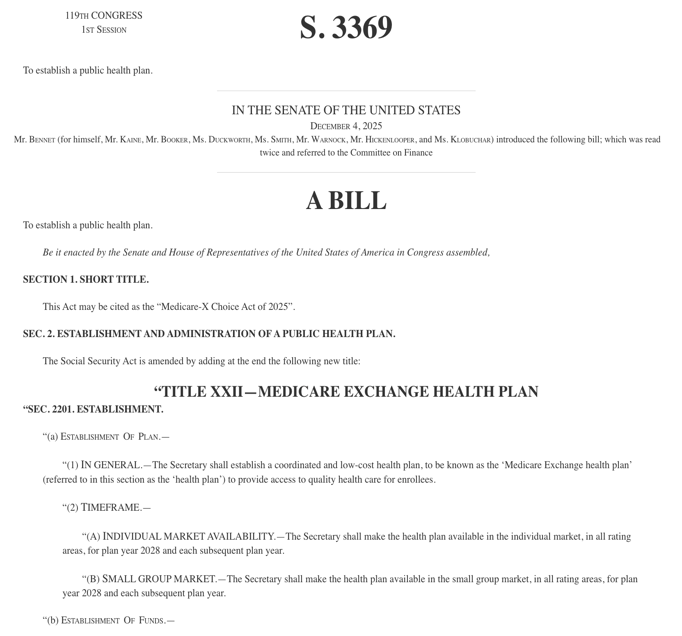 119TH CONGRESS
1ST SESSION
S. 3369
To establish a public health plan.
IN THE SENATE OF THE UNITED STATES
DECEMBER 4, 2025
Mr. BENNET (for himself, Mr. KAINE, Mr. BOOKER, Ms. DUCKWORTH, Ms. SMITH, Mr. WARNOCK, Mr. HICKENLOOPER, and Ms. KLOBUCHAR) introduced the following bill; which was read
twice and referred to the Committee on Finance
A BILL
To establish a public health plan.
Be it enacted by the Senate and House of Representatives of the United States of America in Congress assembled,
SECTION 1. SHORT TITLE.
This Act may be cited as the “Medicare-X Choice Act of 2025”.
SEC. 2. ESTABLISHMENT AND ADMINISTRATION OF A PUBLIC HEALTH PLAN.
The Social Security Act is amended by adding at the end the following new title:
“TITLE XXII—MEDICARE EXCHANGE HEALTH PLAN
“SEC. 2201. ESTABLISHMENT.
“(a) ESTABLISHMENT OF PLAN.—
“(1) IN GENERAL.—The Secretary shall establish a coordinated and low-cost health plan, to be known as the ‘Medicare Exchange health plan’
(referred to in this section as the ‘health plan’) to provide access to quality health care for enrollees.
“(2) TIMEFRAME.—
“(A) INDIVIDUAL MARKET AVAILABILITY.—The Secretary shall make the health plan available in the individual market, in all rating
areas, for plan year 2028 and each subsequent plan year.
“(B) SMALL GROUP MARKET.—The Secretary shall make the health plan available in the small group market, in all rating areas, for plan
year 2028 and each subsequent plan year.
“(b) ESTABLISHMENT OF FUNDS.—